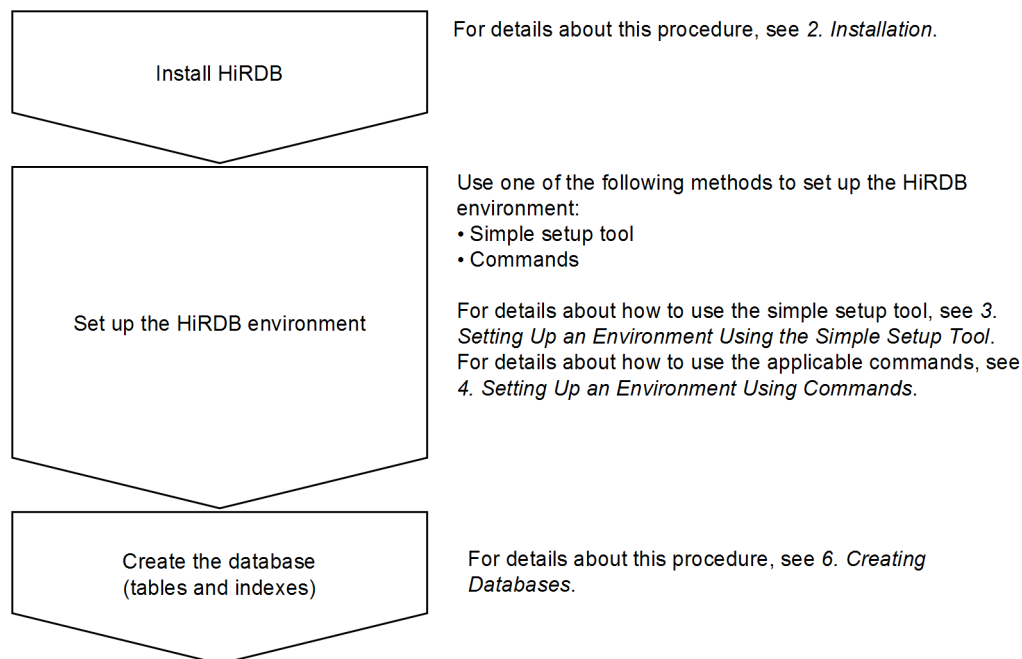 Install HiRDB
For details about this procedure, see 2. Installation.
Set up the HiRDB environment
Use one of the following methods to set up the HiRDB
environment:
• Simple setup tool
• Commands
For details about how to use the simple setup tool, see 3.
Setting Up an Environment Using the Simple Setup Tool.
For details about how to use the applicable commands, see
4. Setting Up an Environment Using Commands.
Create the database
(tables and indexes)
For details about this procedure, see 6. Creating
Databases.